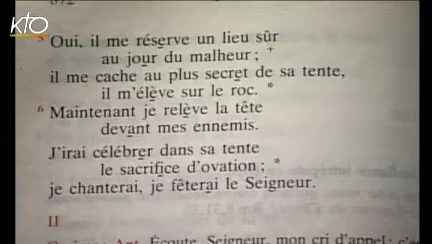 kto
5 Oui, il me réserve un lieu sûr
au jour du malheur ; +
il me cache au plus secret de sa tente,
il m'élève sur le roc. *
6 Maintenant je relève la tête
devant mes ennemis.
J'irai célébrer dans sa tente
le sacrifice d'ovation ; *
je chanterai, je fêterai le Seigneur.
II
Ant. Écoute, Seigneur, mon cri d'appel ;